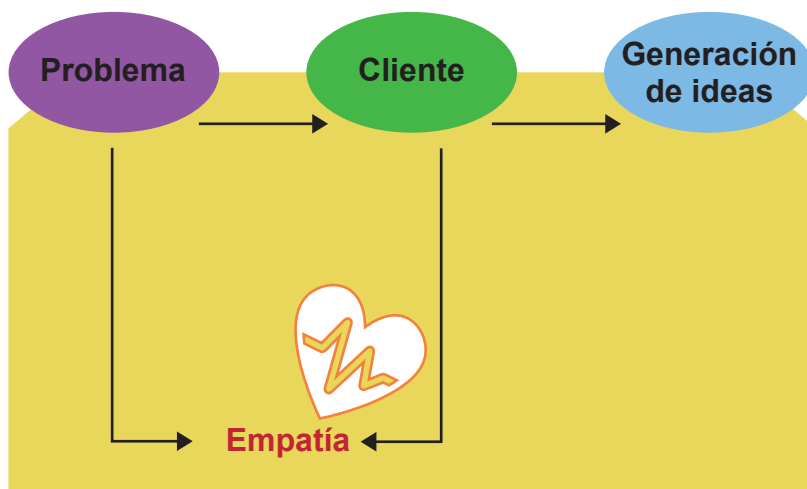 Problema
Cliente
Generación
de ideas
Empatía